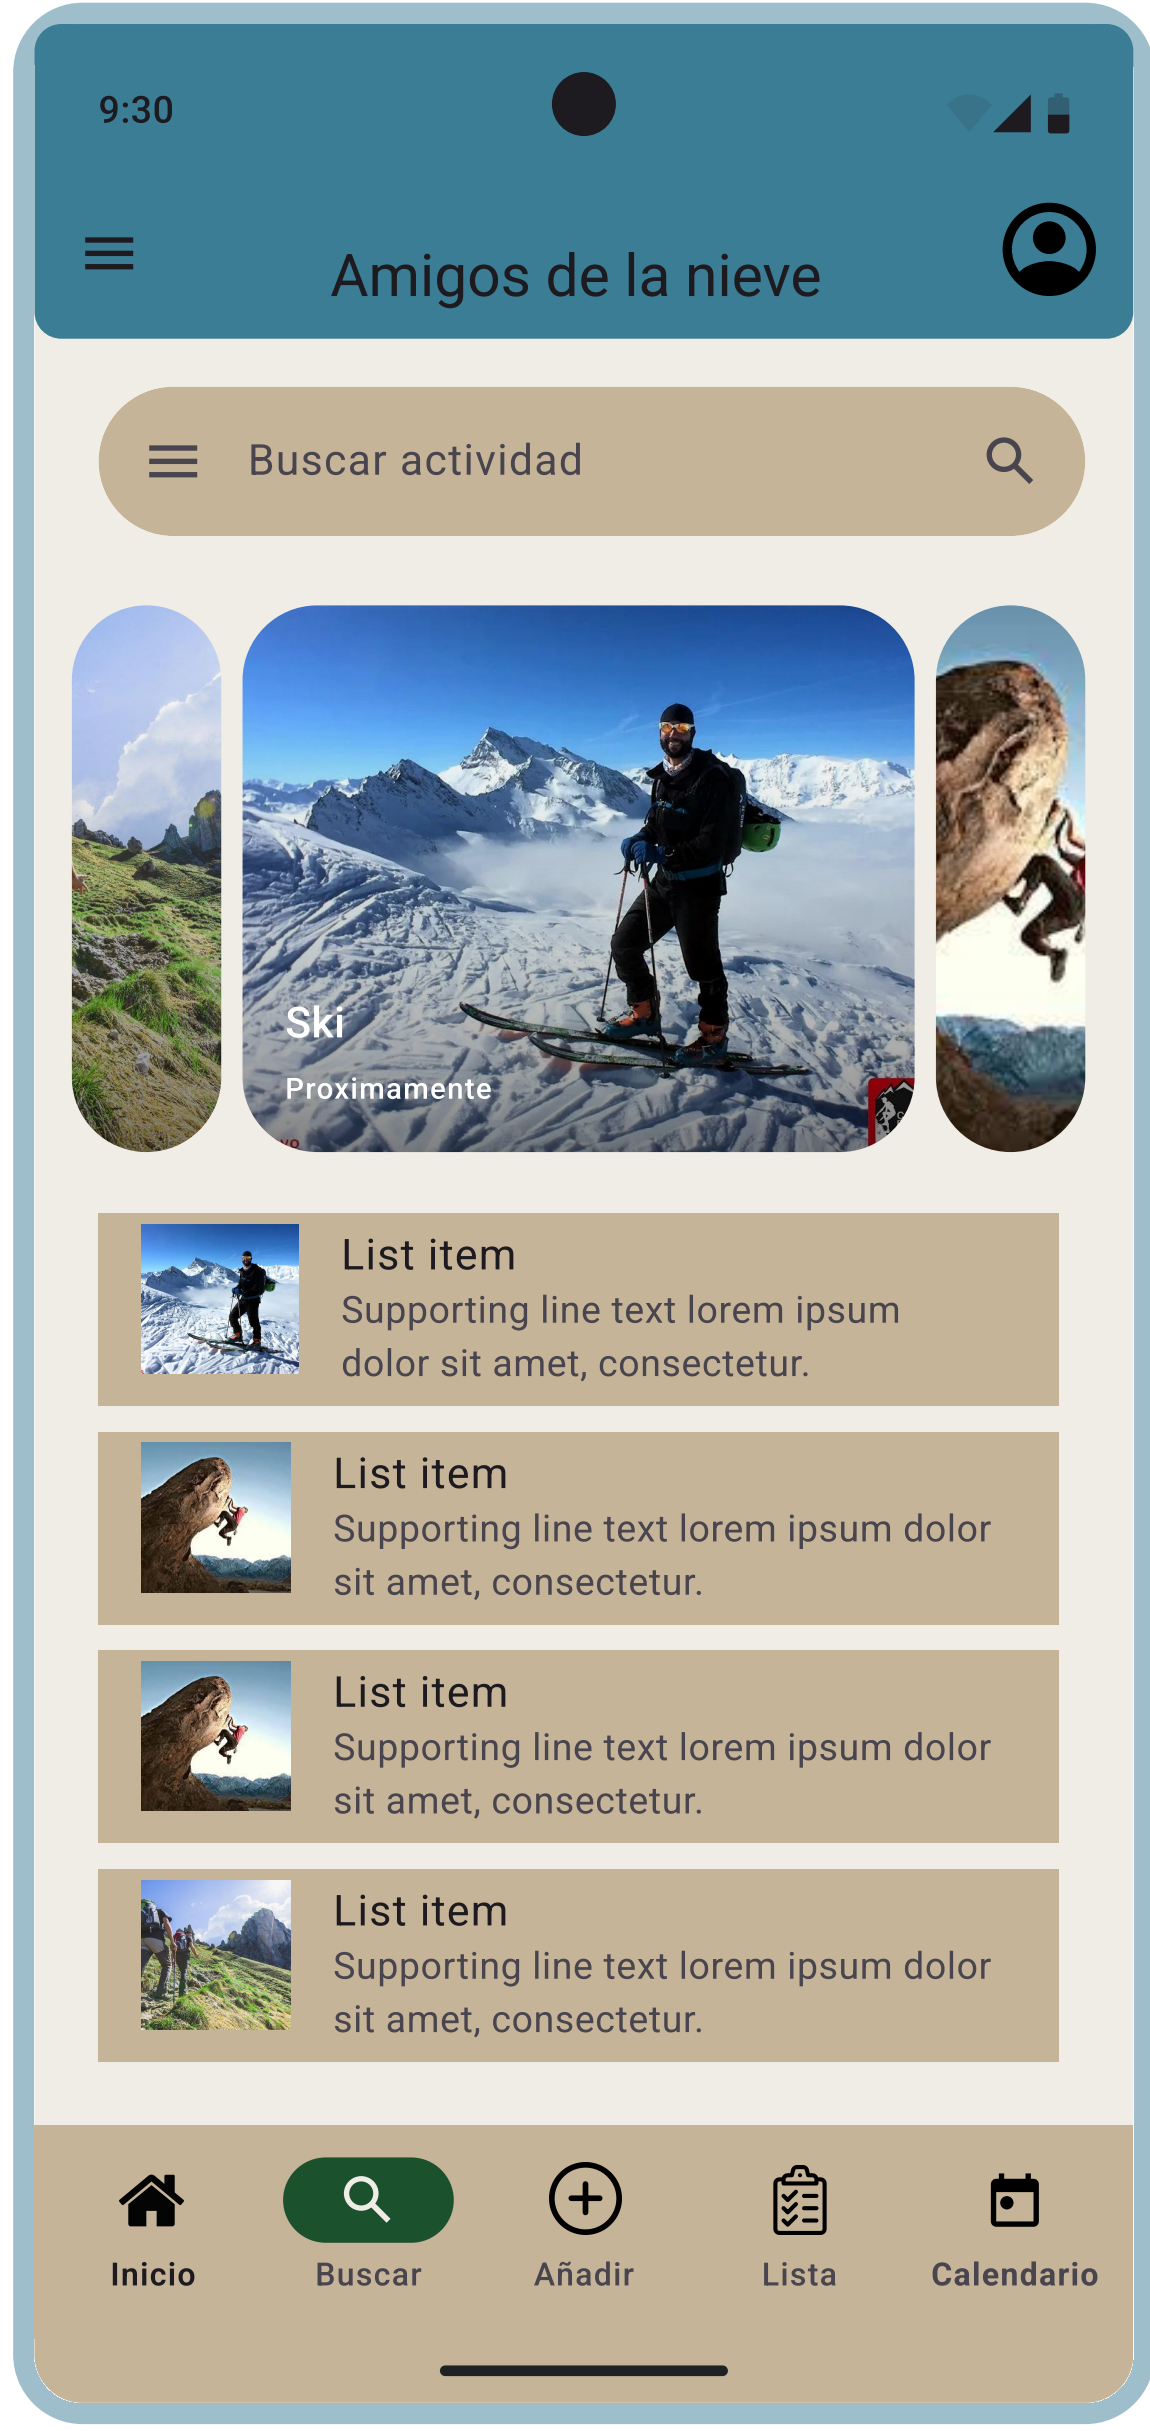 9:30
Amigos de la nieve
Buscar actividad
Ski
Proximamente
List item
Supporting line text lorem ipsum
dolor sit amet, consectetur.
List item
Supporting line text lorem ipsum dolor
sit amet, consectetur.
List item
Supporting line text lorem ipsum dolor
sit amet, consectetur.
List item
Supporting line text lorem ipsum dolor
sit amet, consectetur.
Inicio
Buscar
Añadir
Lista
Calendario